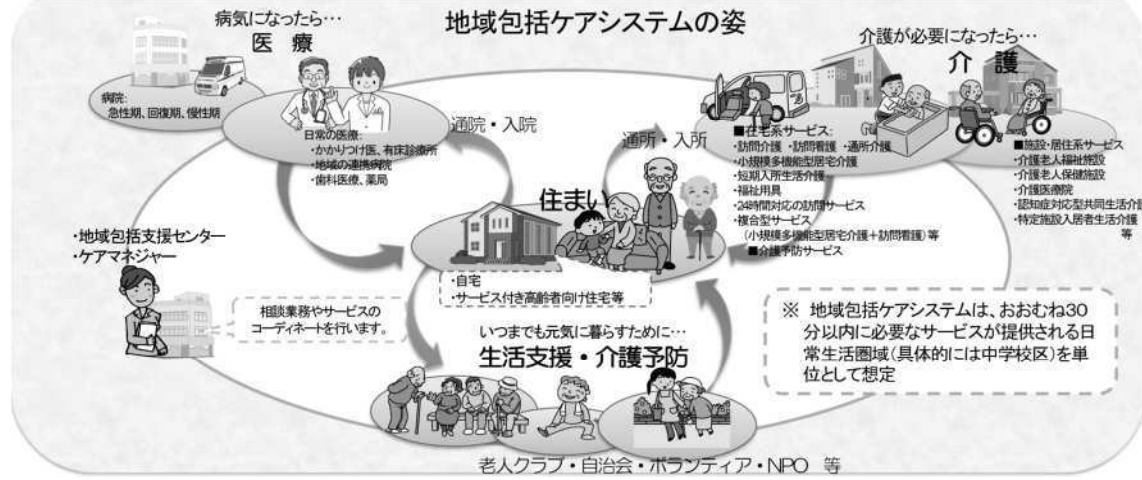 地域包括ケアシステムの姿
病気になったら…
医 療
病院:
急性期、回復期、慢性期
日常の医療:
・かかりつけ医、有床診療所
・地域の連携病院
・歯科医療、薬局
通院・入院
通所・入所
介護が必要になったら…
介 護
■在宅系サービス:
・訪問介護 ・訪問看護 ・通所介護
・小規模多機能型居宅介護
・短期入所生活介護
・福祉用具
・24時間対応の訪問サービス
・複合型サービス
(小規模多機能型居宅介護+訪問看護)等
■介護予防サービス
■施設・居住系サービス
・介護老人福祉施設
・介護老人保健施設
・介護医療院
・認知症対応型共同生活介護
・特定施設入居者生活介護
等
住まい
・自宅
・サービス付き高齢者向け住宅等
・地域包括支援センター
・ケアマネジャー
相談業務やサービスの
コーディネートを行います。
いつまでも元気に暮らすために…
生活支援・介護予防
老人クラブ・自治会・ボランティア・NPO 等
※ 地域包括ケアシステムは、おおむね30
分以内に必要なサービスが提供される日
常生活圏域(具体的には中学校区)を単
位として想定